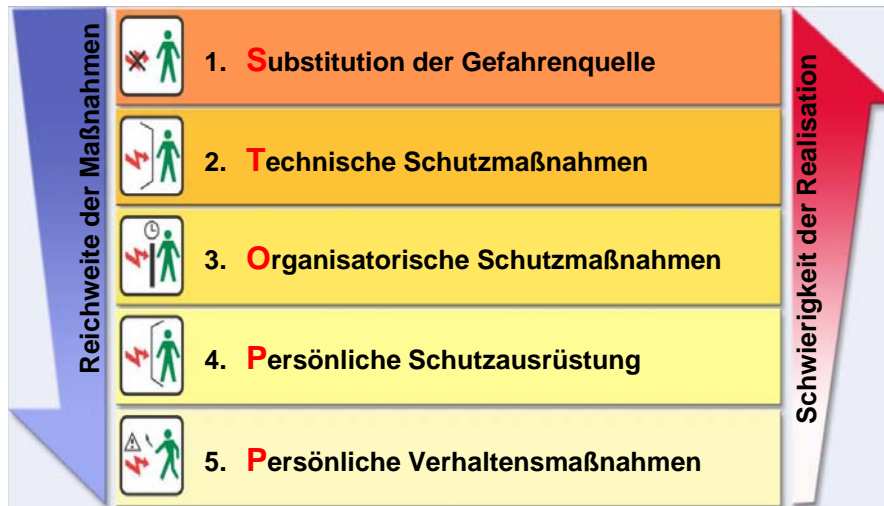 Reichweite der Maßnahmen
1. Substitution der Gefahrenquelle
2. Technische Schutzmaßnahmen
3. Organisatorische Schutzmaßnahmen
4. Persönliche Schutzausrüstung
5. Persönliche Verhaltensmaßnahmen
Schwierigkeit der Realisation